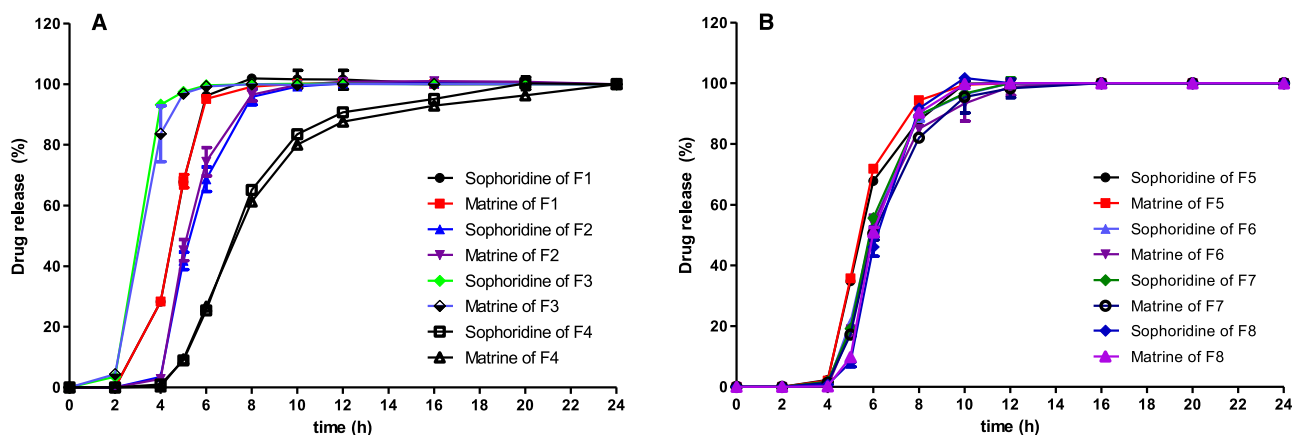 A
120
100
80
60
40
20
0
Drug release (%)
0 2 4 6 8 10 12 14 16 18 20 22 24
time (h)
Sophoridine of F1
Matrine of F1
Sophoridine of F2
Matrine of F2
Sophoridine of F3
Matrine of F3
Sophoridine of F4
Matrine of F4
B
120
100
80
60
40
20
0
Drug release (%)
0 2 4 6 8 10 12 14 16 18 20 22 24
time (h)
Sophoridine of F5
Matrine of F5
Sophoridine of F6
Matrine of F6
Sophoridine of F7
Matrine of F7
Sophoridine of F8
Matrine of F8